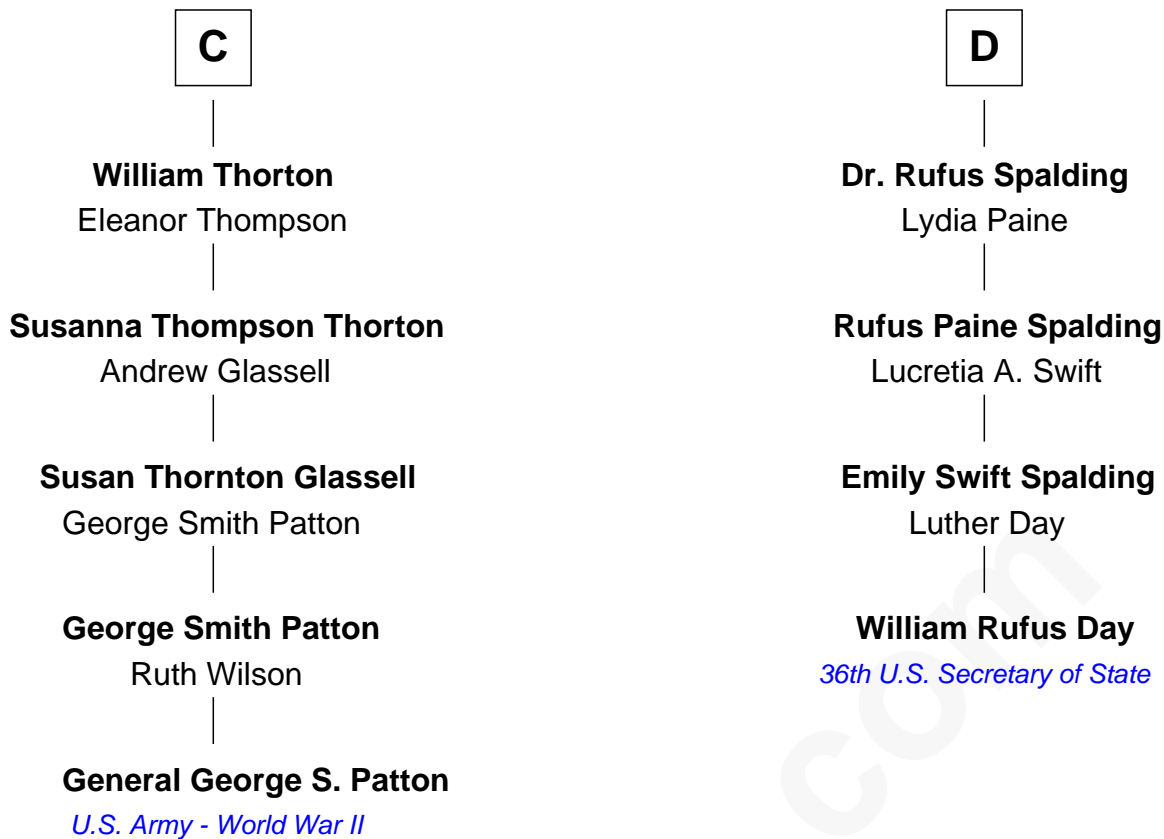 C
William Thorton
Eleanor Thompson
Susanna Thompson Thorton
Andrew Glassell
Susan Thornton Glassell
George Smith Patton
George Smith Patton
Ruth Wilson
General George S. Patton
U.S. Army - World War II
D
Dr. Rufus Spalding
Lydia Paine
Rufus Paine Spalding
Lucretia A. Swift
Emily Swift Spalding
Luther Day
William Rufus Day
36th U.S. Secretary of State
com